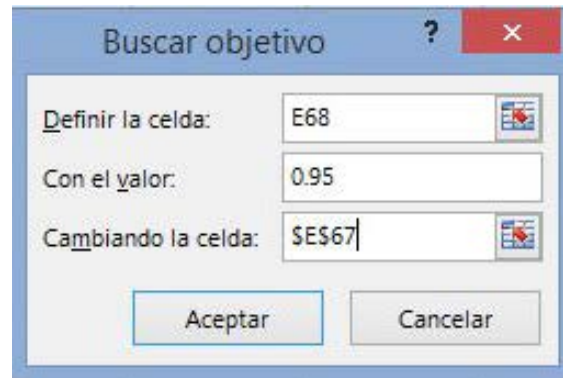 Buscar objetivo ? ×
Definir la celda: E68
Con el valor: 0.95
Cambiando la celda: $E$67
Aceptar Cancelar